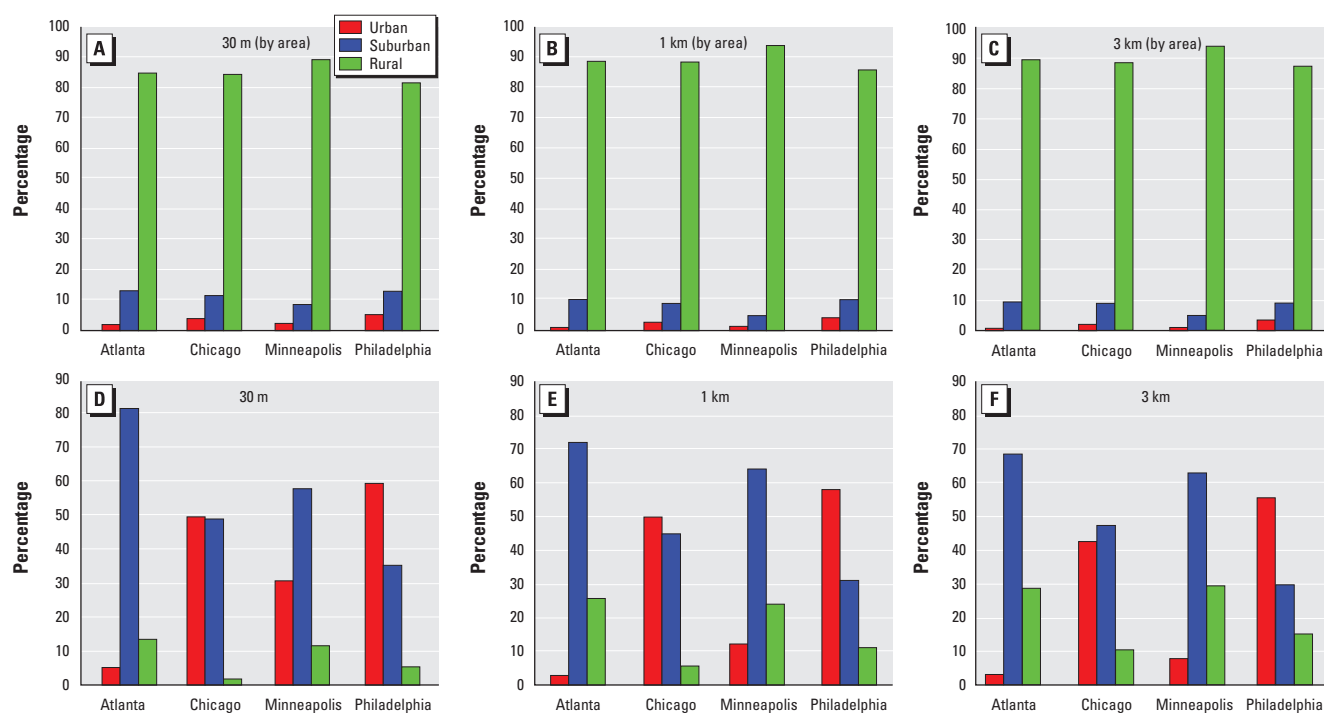 A
30 m (by area)
Urban
Suburban
Rural
Percentage
100
90
80
70
60
50
40
30
20
10
0
Atlanta
Chicago
Minneapolis
Philadelphia
B
1 km (by area)
Percentage
100
90
80
70
60
50
40
30
20
10
0
Atlanta
Chicago
Minneapolis
Philadelphia
C
3 km (by area)
Percentage
100
90
80
70
60
50
40
30
20
10
0
Atlanta
Chicago
Minneapolis
Philadelphia
D
30 m
Percentage
90
80
70
60
50
40
30
20
10
0
Atlanta
Chicago
Minneapolis
Philadelphia
E
1 km
Percentage
90
80
70
60
50
40
30
20
10
0
Atlanta
Chicago
Minneapolis
Philadelphia
F
3 km
Percentage
90
80
70
60
50
40
30
20
10
0
Atlanta
Chicago
Minneapolis
Philadelphia